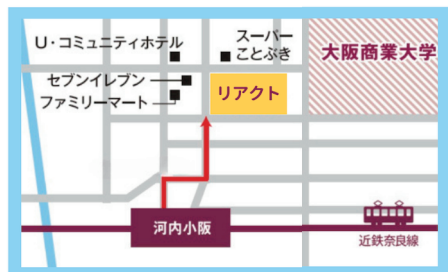 U・コミュニティホテル
スーパー
ことぶき
大阪商業大学
セブンイレブン
ファミリーマート
リアクト
河内小阪
近鉄奈良線